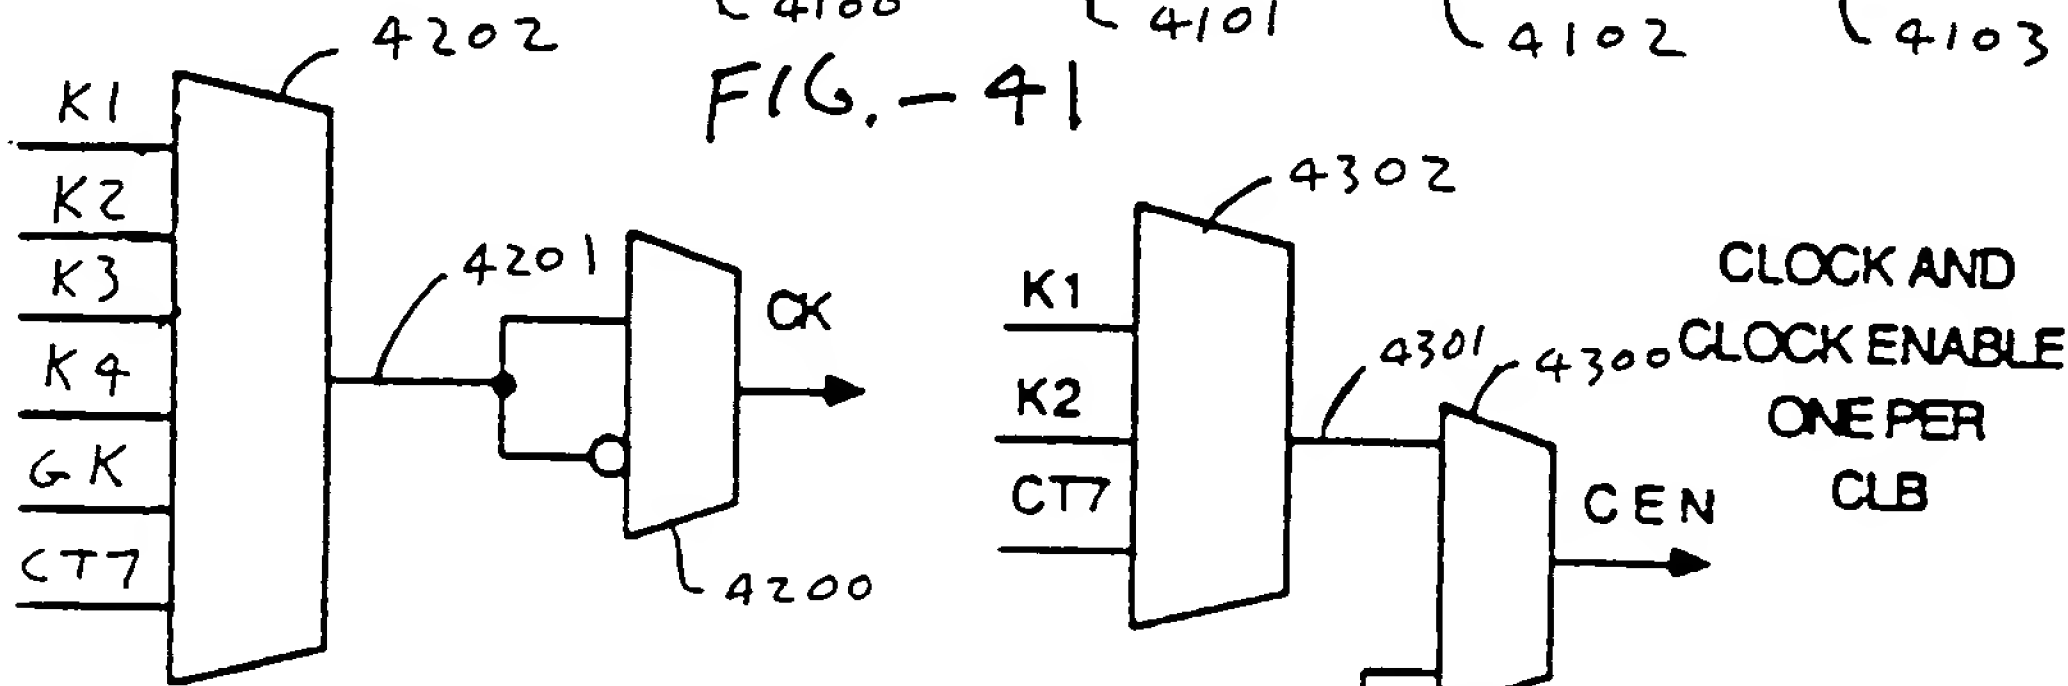 4100
4101
4102
4103
FIG.-41
4202
K1
K2
K3
K4
GK
CT7
4201
CK
4200
4302
K1
K2
CT7
4301
4300
CEN
CLOCK AND
CLOCK ENABLE
ONE PER
CLB